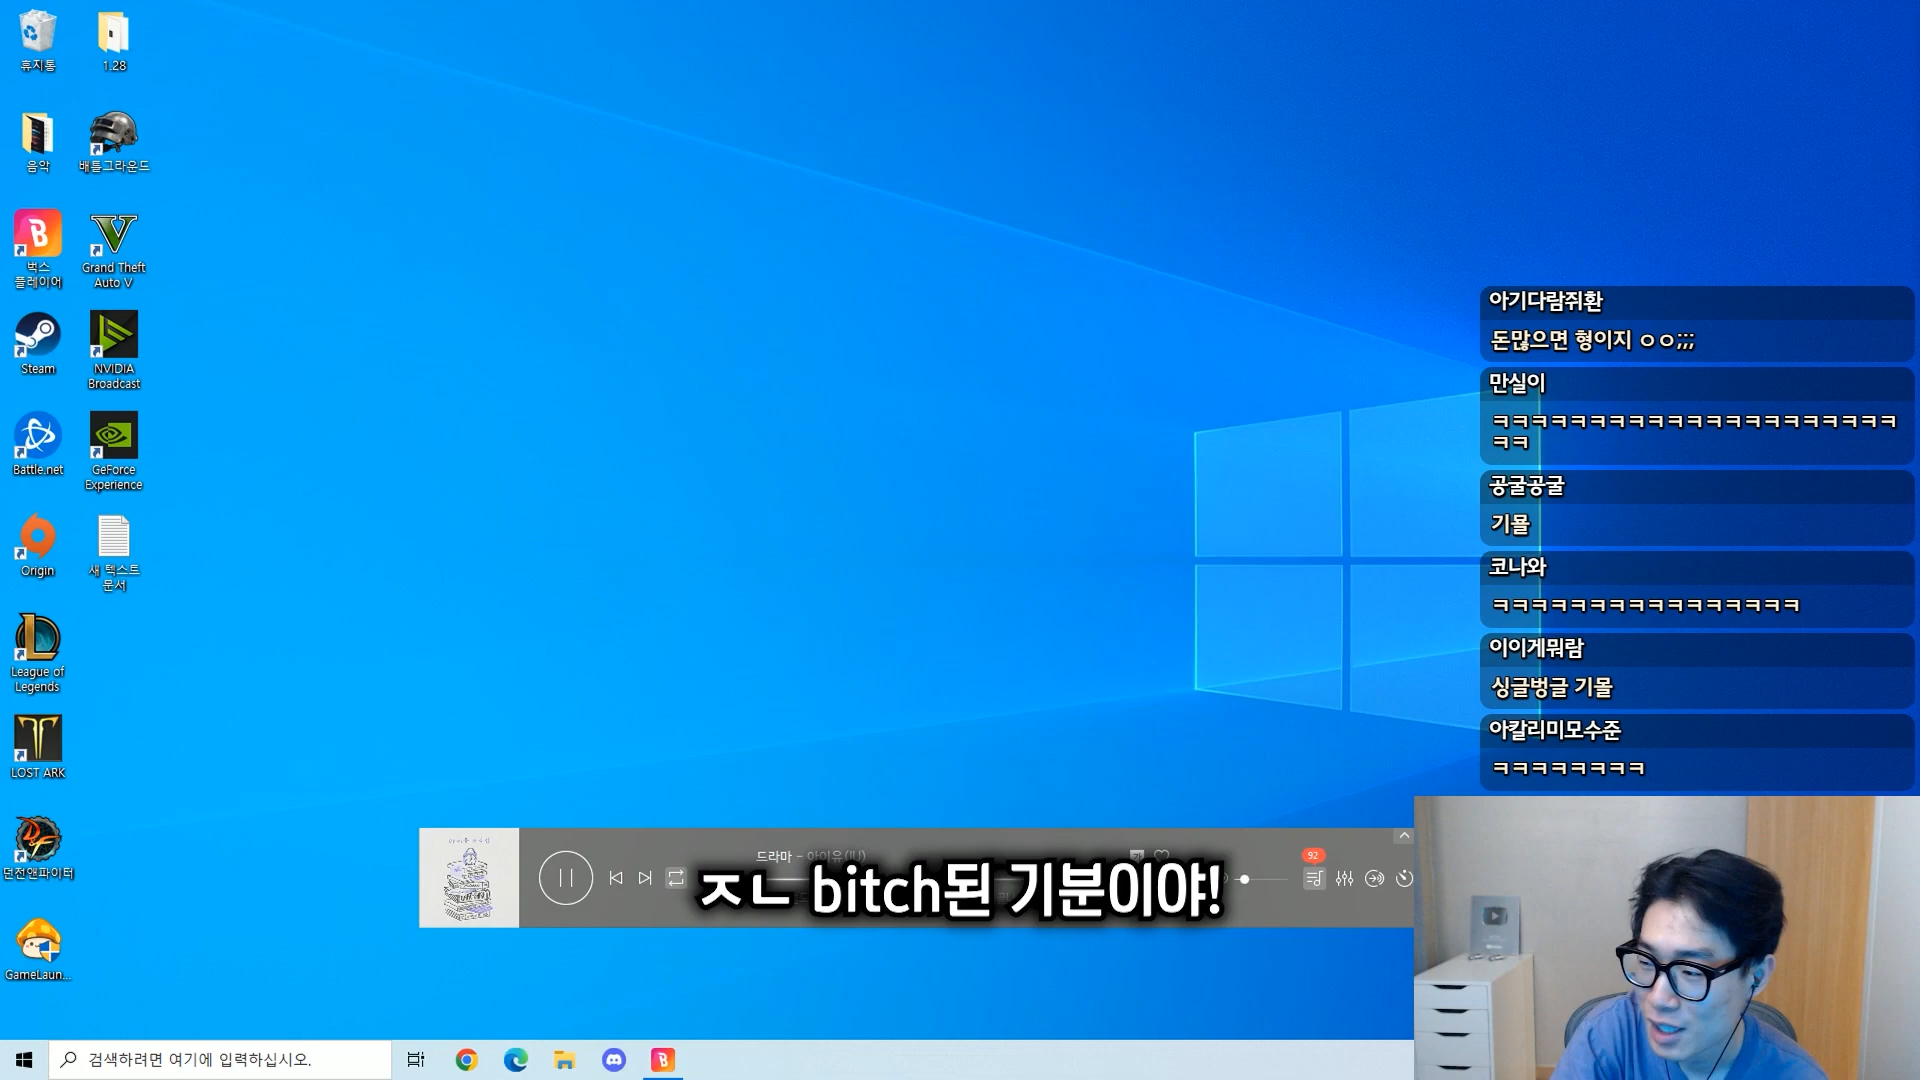 휴지통
1.28
음악
배틀그라운드
벅스
플레이어
Grand Theft
Auto V
Steam
NVIDIA
Broadcast
Battle.net
GeForce
Experience
Origin
새 텍스트
문서
League of
Legends
LOST ARK
던전앤파이터
GameLaun...
아기다람쥐환
돈많으면 형이지 ㅇㅇ;;;
만실이
ㅋㅋㅋㅋㅋㅋㅋㅋㅋㅋㅋㅋㅋㅋㅋㅋㅋㅋㅋㅋㅋ
ㅋㅋ
공굴공굴
기묠
코나와
ㅋㅋㅋㅋㅋㅋㅋㅋㅋㅋㅋㅋㅋㅋㅋㅋ
이이게뭐람
싱글벙글 기몰
아칼리미모수준
ㅋㅋㅋㅋㅋㅋㅋㅋ
드라마 - 아이유(IU)
92
ㅈㄴ bitch된 기분이야!
검색하려면 여기에 입력하십시오.